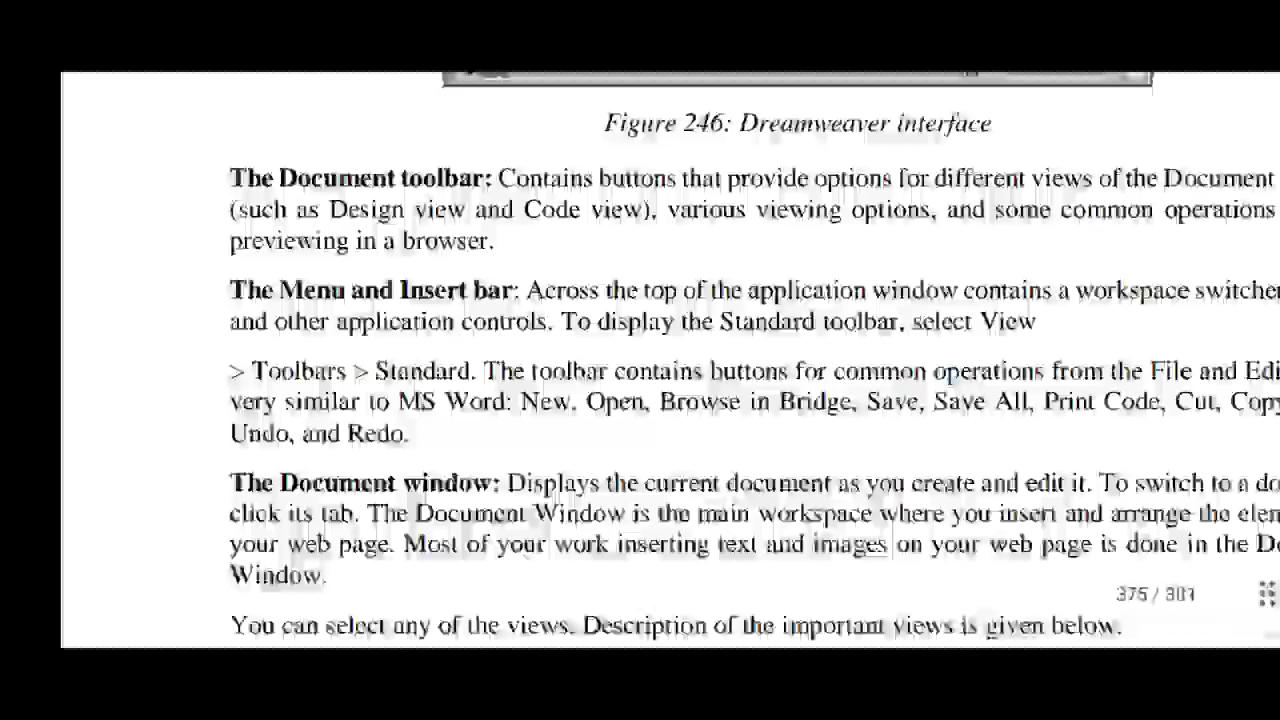 Figure 246: Dreamweaver interface
The Document toolbar: Contains buttons that provide options for different views of the Document
(such as Design view and Code view), various viewing options, and some common operations
previewing in a browser.
The Menu and Insert bar: Across the top of the application window contains a workspace switcher
and other application controls. To display the Standard toolbar, select View
> Toolbars > Standard. The toolbar contains buttons for common operations from the File and Edi
very similar to MS Word: New, Open, Browse in Bridge, Save, Save All, Print Code, Cut, Copy
Undo, and Redo.
The Document window: Displays the current document as you create and edit it. To switch to a do
click its tab. The Document Window is the main workspace where you insert and arrange the elem
your web page. Most of your work inserting text and images on your web page is done in the Do
Window.
You can select any of the views. Description of the important views is given below.